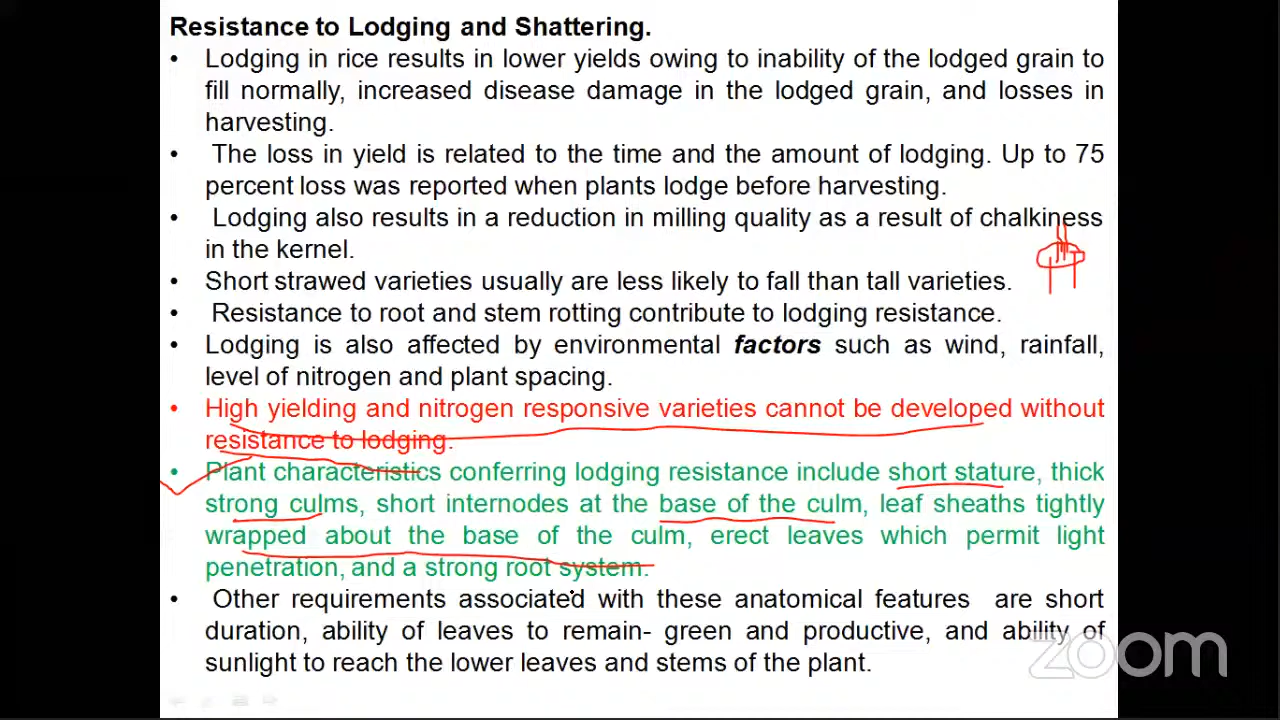 Resistance to Lodging and Shattering.
• Lodging in rice results in lower yields owing to inability of the lodged grain to
fill normally, increased disease damage in the lodged grain, and losses in
harvesting.
• The loss in yield is related to the time and the amount of lodging. Up to 75
percent loss was reported when plants lodge before harvesting.
• Lodging also results in a reduction in milling quality as a result of chalkiness
in the kernel.
• Short strawed varieties usually are less likely to fall than tall varieties.
• Resistance to root and stem rotting contribute to lodging resistance.
• Lodging is also affected by environmental factors such as wind, rainfall,
level of nitrogen and plant spacing.
• High yielding and nitrogen responsive varieties cannot be developed without
resistance to lodging.
• Plant characteristics conferring lodging resistance include short stature, thick
strong culms, short internodes at the base of the culm, leaf sheaths tightly
wrapped about the base of the culm, erect leaves which permit light
penetration, and a strong root system.
• Other requirements associated with these anatomical features are short
duration, ability of leaves to remain- green and productive, and ability of
sunlight to reach the lower leaves and stems of the plant.
zoom